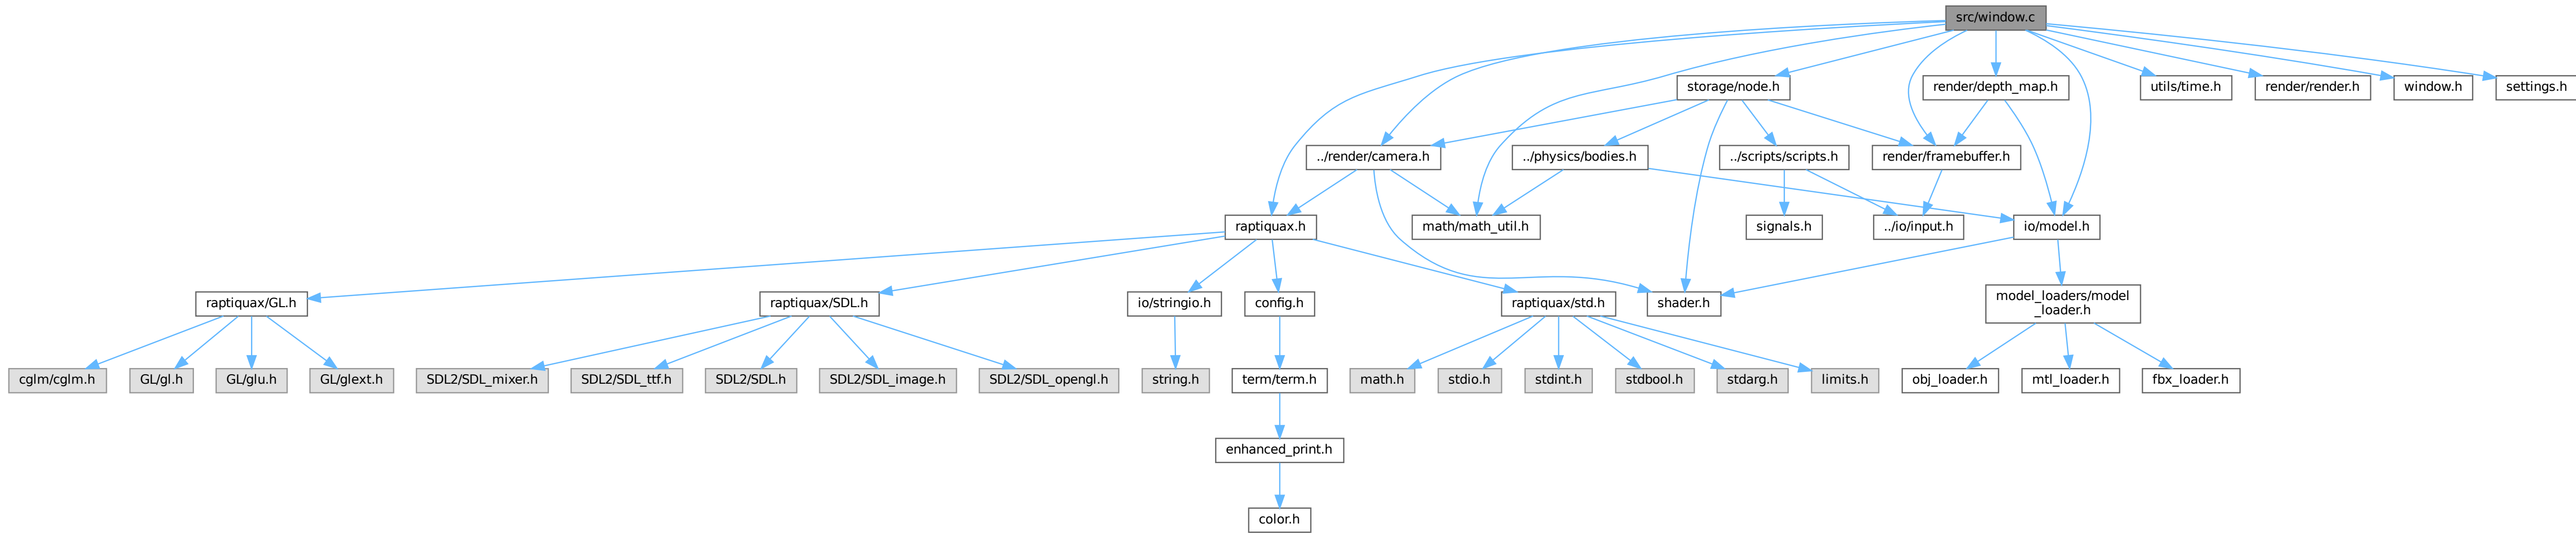 src/window.c
storage/node.h
render/depth_map.h
utils/time.h
render/render.h
window.h
settings.h
../render/camera.h
../physics/bodies.h
../scripts/scripts.h
render/framebuffer.h
raptiquax.h
math/math_util.h
signals.h
../io/input.h
io/model.h
raptiquax/GL.h
raptiquax/SDL.h
io/stringio.h
config.h
raptiquax/std.h
shader.h
model_loaders/model
_loader.h
cglm/cglm.h
GL/gl.h
GL/glu.h
GL/glext.h
SDL2/SDL_mixer.h
SDL2/SDL_ttf.h
SDL2/SDL.h
SDL2/SDL_image.h
SDL2/SDL_opengl.h
string.h
term/term.h
math.h
stdio.h
stdint.h
stdbool.h
stdarg.h
limits.h
obj_loader.h
mtl_loader.h
fbx_loader.h
enhanced_print.h
color.h